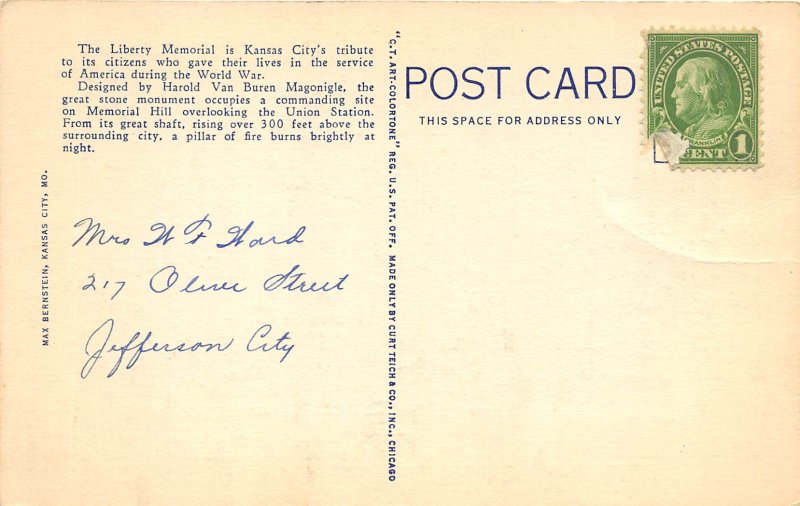 The Liberty Memorial is Kansas City's tribute
to its citizens who gave their lives in the service
of America during the World War.
Designed by Harold Van Buren Magonigle, the
great stone monument occupies a commanding site
on Memorial Hill overlooking the Union Station.
From its great shaft, rising over 300 feet above the
surrounding city, a pillar of fire burns brightly at
night.
MAX BERNSTEIN, KANSAS CITY, MO.
Mrs W F Ward
217 Oliver Street
Jefferson City
"C.T. ART-COLORTONE" REG. U.S. PAT. OFF. MADE ONLY BY CURT TEICH & CO., INC., CHICAGO
POST CARD
THIS SPACE FOR ADDRESS ONLY
UNITED STATES POSTAGE
FRANKLIN
1